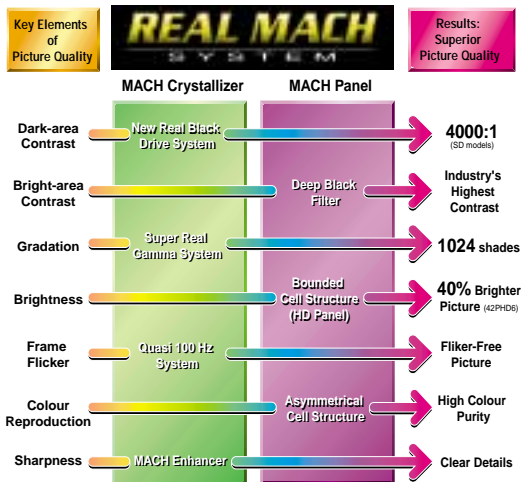 Key Elements
of
Picture Quality
REAL MACH
SYSTEM
Results:
Superior
Picture Quality
MACH Crystallizer
MACH Panel
Dark-area
Contrast
New Real Black
Drive System
4000:1
(SD models)
Bright-area
Contrast
Deep Black
Filter
Industry's
Highest
Contrast
Gradation
Super Real
Gamma System
1024 shades
Brightness
Bounded
Cell Structure
(HD Panel)
40% Brighter
Picture (42PHD6)
Frame
Flicker
Quasi 100 Hz
System
Fliker-Free
Picture
Colour
Reproduction
Asymmetrical
Cell Structure
High Colour
Purity
Sharpness
MACH Enhancer
Clear Details